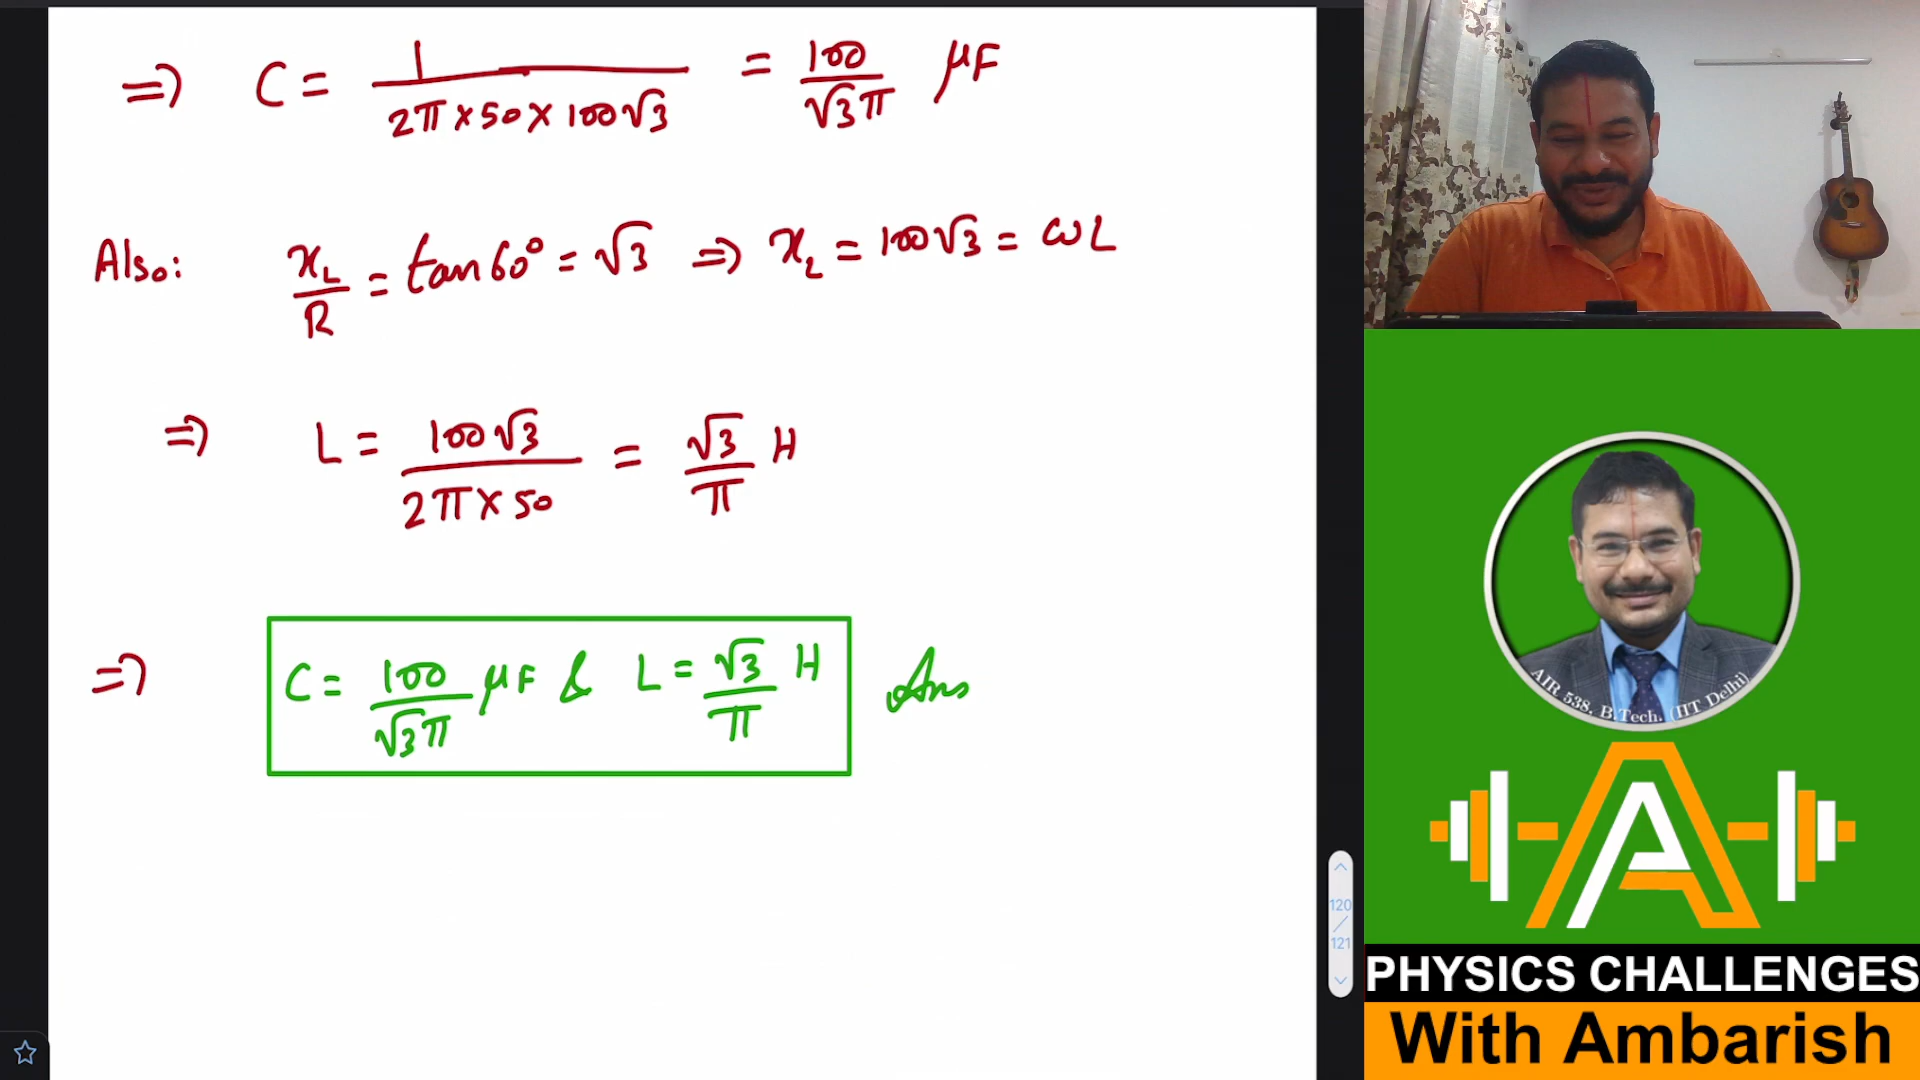 ⇒ C = 1 / (2π × 50 × 100√3) = 100 / (√3π) μF
Also: x_L / R = tan 60° = √3 ⇒ x_L = 100√3 = ωL
⇒ L = 100√3 / (2π × 50) = √3 / π H
⇒ C = 100 / (√3π) μF & L = √3 / π H Ans
120
/
121
AIR 538, B.Tech. (IIT Delhi)
A
PHYSICS CHALLENGES
With Ambarish